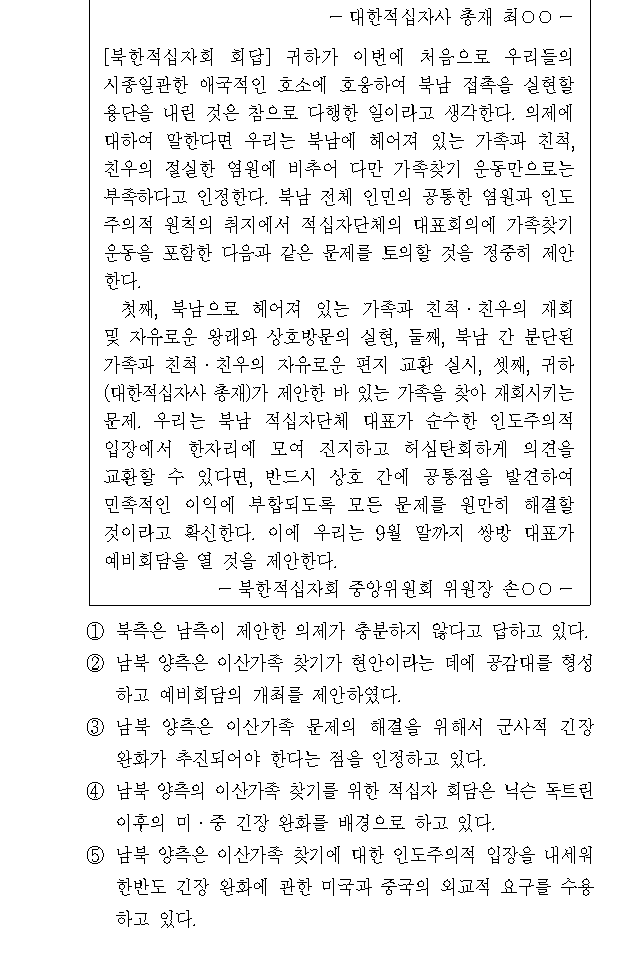 - 대한적십자사 총재 최○○ -
[북한적십자회 회답] 귀하가 이번에 처음으로 우리들의
시종일관한 애국적인 호소에 호응하여 북남 접촉을 실현할
용단을 내린 것은 참으로 다행한 일이라고 생각한다. 의제에
대하여 말한다면 우리는 북남에 헤어져 있는 가족과 친척,
친우의 절실한 염원에 비추어 다만 가족찾기 운동만으로는
부족하다고 인정한다. 북남 전체 인민의 공통한 염원과 인도
주의적 원칙의 취지에서 적십자단체의 대표회의에 가족찾기
운동을 포함한 다음과 같은 문제를 토의할 것을 정중히 제안
한다.
첫째, 북남으로 헤어져 있는 가족과 친척·친우의 재회
및 자유로운 왕래와 상호방문의 실현, 둘째, 북남 간 분단된
가족과 친척·친우의 자유로운 편지 교환 실시, 셋째, 귀하
(대한적십자사 총재)가 제안한 바 있는 가족을 찾아 재회시키는
문제. 우리는 북남 적십자단체 대표가 순수한 인도주의적
입장에서 한자리에 모여 진지하고 허심탄회하게 의견을
교환할 수 있다면, 반드시 상호 간에 공통점을 발견하여
민족적인 이익에 부합되도록 모든 문제를 원만히 해결할
것이라고 확신한다. 이에 우리는 9월 말까지 쌍방 대표가
예비회담을 열 것을 제안한다.
- 북한적십자회 중앙위원회 위원장 손○○ -
① 북측은 남측이 제안한 의제가 충분하지 않다고 답하고 있다.
② 남북 양측은 이산가족 찾기가 현안이라는 데에 공감대를 형성
하고 예비회담의 개최를 제안하였다.
③ 남북 양측은 이산가족 문제의 해결을 위해서 군사적 긴장
완화가 추진되어야 한다는 점을 인정하고 있다.
④ 남북 양측의 이산가족 찾기를 위한 적십자 회담은 닉슨 독트린
이후의 미·중 긴장 완화를 배경으로 하고 있다.
⑤ 남북 양측은 이산가족 찾기에 대한 인도주의적 입장을 내세워
한반도 긴장 완화에 관한 미국과 중국의 외교적 요구를 수용
하고 있다.